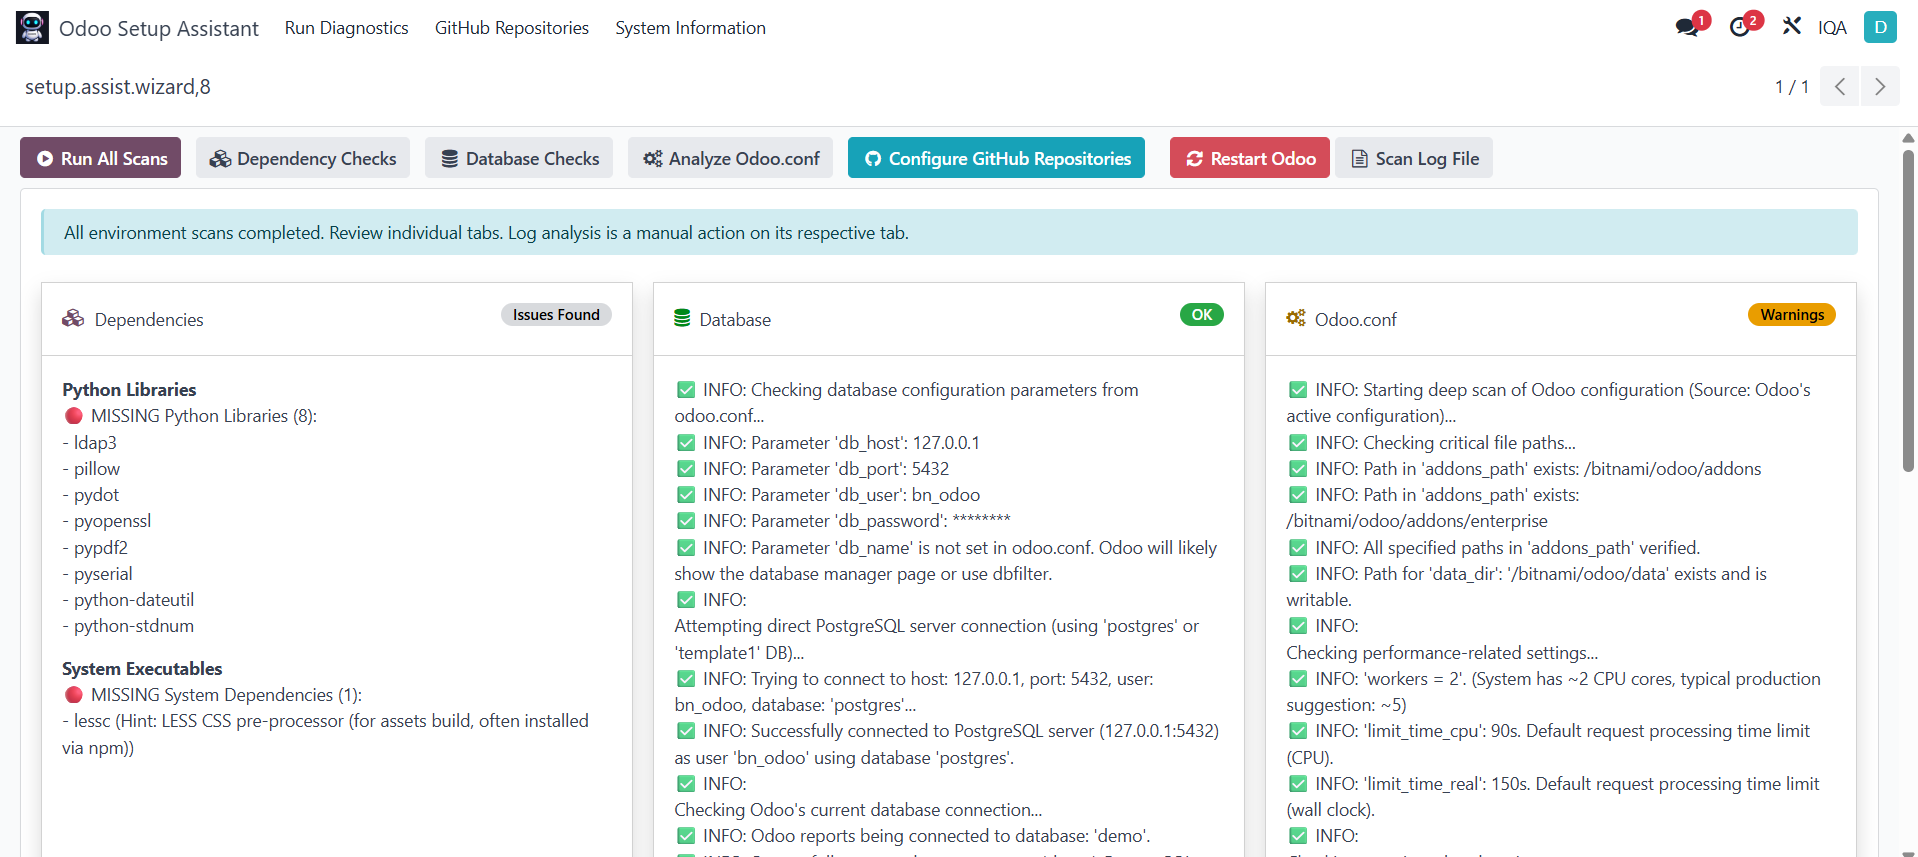 Odoo Setup Assistant Run Diagnostics GitHub Repositories System Information 1 2 IQA D
setup.assist.wizard,8 1 / 1
Run All Scans Dependency Checks Database Checks Analyze Odoo.conf Configure GitHub Repositories Restart Odoo Scan Log File
All environment scans completed. Review individual tabs. Log analysis is a manual action on its respective tab.
Dependencies Issues Found
Python Libraries
MISSING Python Libraries (8):
- ldap3
- pillow
- pydot
- pyopenssl
- pypdf2
- pyserial
- python-dateutil
- python-stdnum
System Executables
MISSING System Dependencies (1):
- lessc (Hint: LESS CSS pre-processor (for assets build, often installed
via npm))
Database OK
INFO: Checking database configuration parameters from
odoo.conf...
INFO: Parameter 'db_host': 127.0.0.1
INFO: Parameter 'db_port': 5432
INFO: Parameter 'db_user': bn_odoo
INFO: Parameter 'db_password': ********
INFO: Parameter 'db_name' is not set in odoo.conf. Odoo will likely
show the database manager page or use dbfilter.
INFO:
Attempting direct PostgreSQL server connection (using 'postgres' or
'template1' DB)...
INFO: Trying to connect to host: 127.0.0.1, port: 5432, user:
bn_odoo, database: 'postgres'...
INFO: Successfully connected to PostgreSQL server (127.0.0.1:5432)
as user 'bn_odoo' using database 'postgres'.
INFO:
Checking Odoo's current database connection...
INFO: Odoo reports being connected to database: 'demo'.
Odoo.conf Warnings
INFO: Starting deep scan of Odoo configuration (Source: Odoo's
active configuration)...
INFO: Checking critical file paths...
INFO: Path in 'addons_path' exists: /bitnami/odoo/addons
INFO: Path in 'addons_path' exists:
/bitnami/odoo/addons/enterprise
INFO: All specified paths in 'addons_path' verified.
INFO: Path for 'data_dir': '/bitnami/odoo/data' exists and is
writable.
INFO:
Checking performance-related settings...
INFO: 'workers = 2'. (System has ~2 CPU cores, typical production
suggestion: ~5)
INFO: 'limit_time_cpu': 90s. Default request processing time limit
(CPU).
INFO: 'limit_time_real': 150s. Default request processing time limit
(wall clock).
INFO: